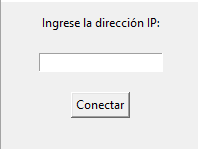 Ingrese la dirección IP:
Conectar